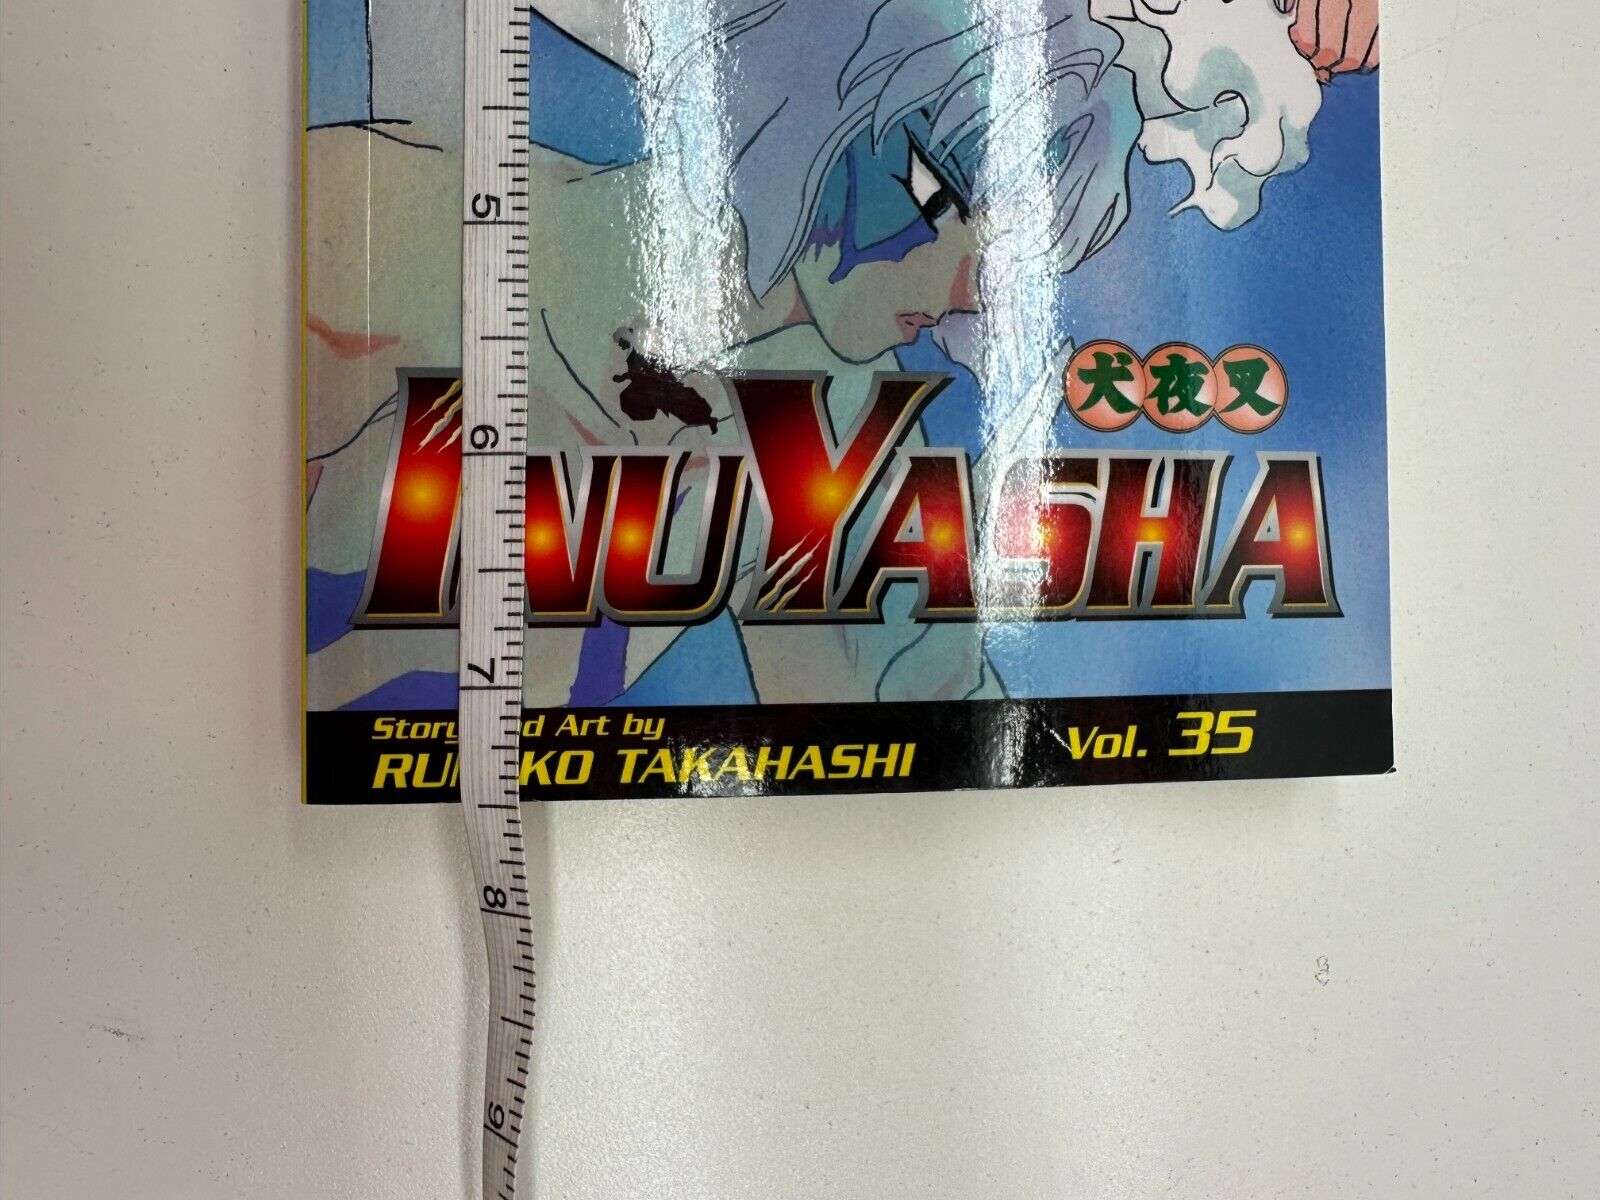 5
犬夜叉
6
INUYASHA
7
Story and Art by
RUMIKO TAKAHASHI
Vol. 35
8
9